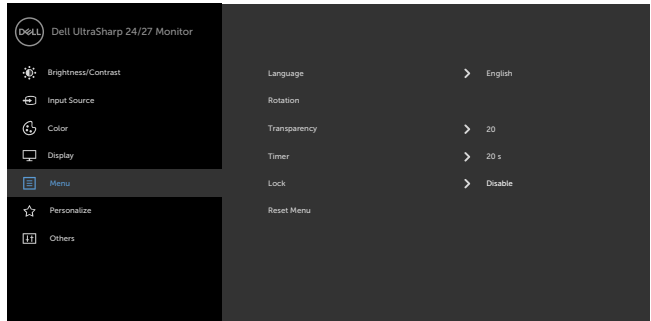 DELL Dell UltraSharp 24/27 Monitor
Brightness/Contrast
Input Source
Color
Display
Menu
Personalize
Others
Language > English
Rotation
Transparency > 20
Timer > 20 s
Lock > Disable
Reset Menu